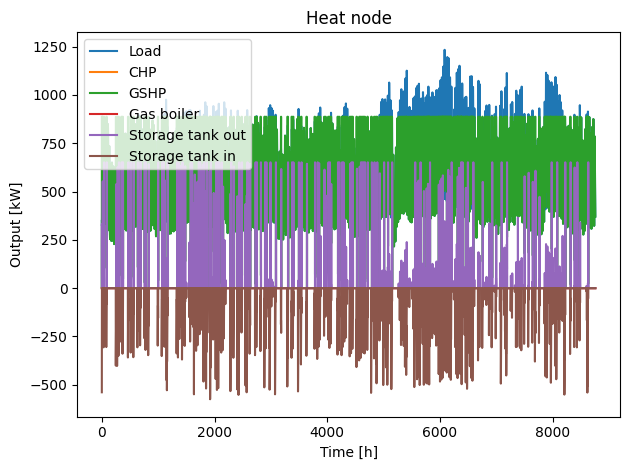 Heat node
Load
CHP
GSHP
Gas boiler
Storage tank out
Storage tank in
Output [kW]
1250
1000
750
500
250
0
−250
−500
0
2000
4000
6000
8000
Time [h]